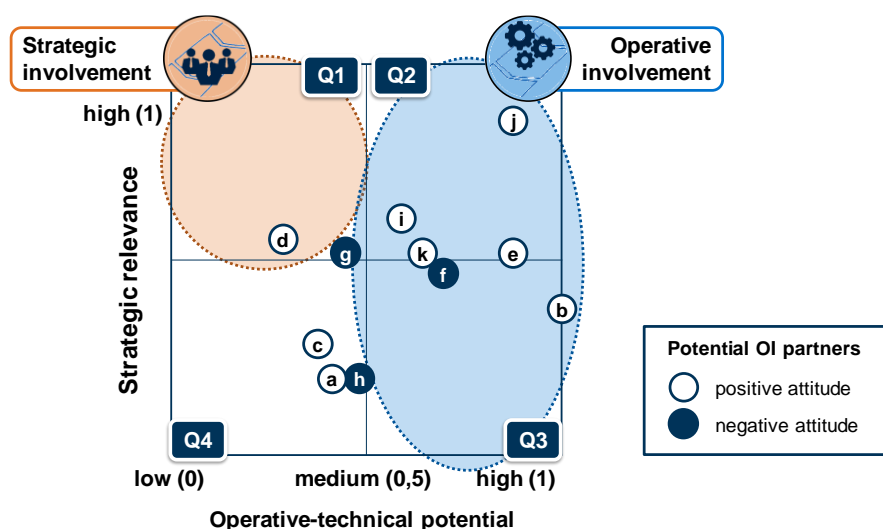 Strategic
involvement
Operative
involvement
Q1
Q2
high (1)
j
i
d
g
k
e
f
b
c
a
h
Strategic relevance
Q4
Q3
low (0)
medium (0,5)
high (1)
Operative-technical potential
Potential OI partners
positive attitude
negative attitude